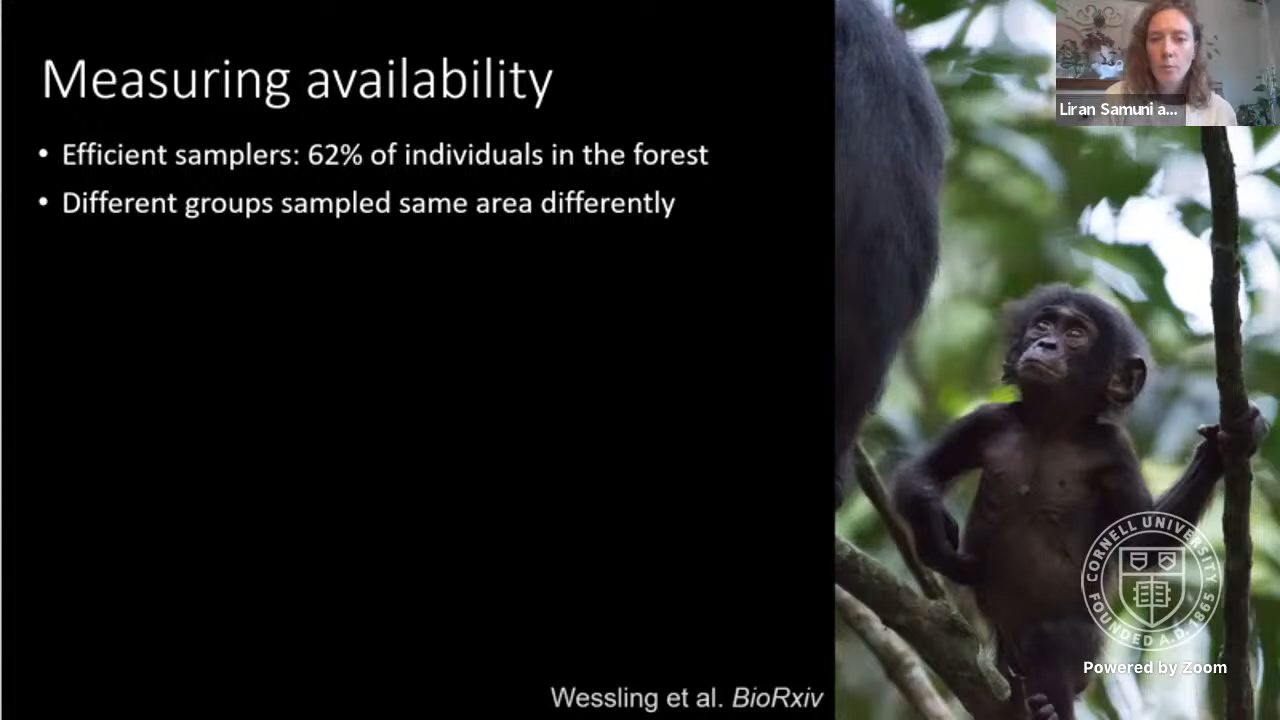 Measuring availability
• Efficient samplers: 62% of individuals in the forest
• Different groups sampled same area differently
Wessling et al. BioRxiv
Liran Samuni a...
CORNELL UNIVERSITY
FOUNDED A.D. 1865
Powered by Zoom